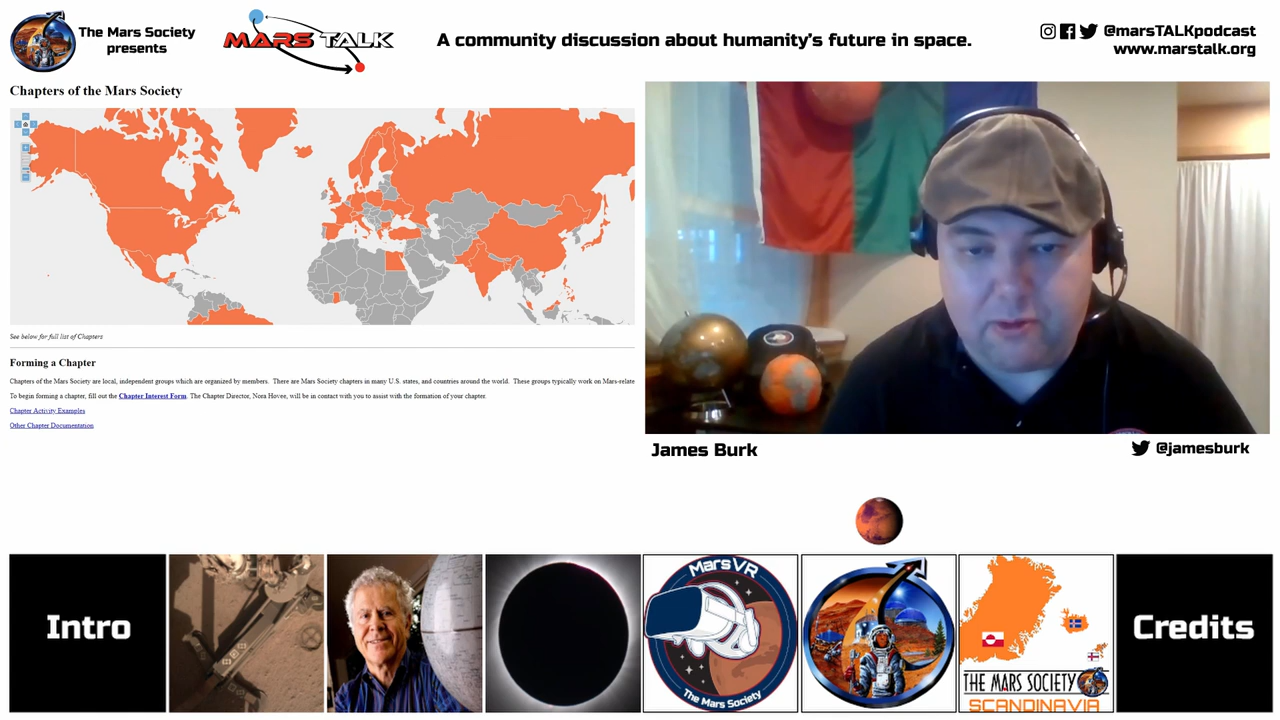 The Mars Society
presents
MARS TALK
A community discussion about humanity's future in space.
@marsTALKpodcast
www.marstalk.org
Chapters of the Mars Society
See below for full list of Chapters
Forming a Chapter
Chapters of the Mars Society are local, independent groups which are organized by members. There are Mars Society chapters in many U.S. states, and countries around the world. These groups typically work on Mars-relate
To begin forming a chapter, fill out the Chapter Interest Form. The Chapter Director, Nora Hovee, will be in contact with you to assist with the formation of your chapter.
Chapter Activity Examples
Other Chapter Documentation
James Burk
@jamesburk
Intro
MarsVR
The Mars Society
THE MARS SOCIETY
SCANDINAVIA
Credits